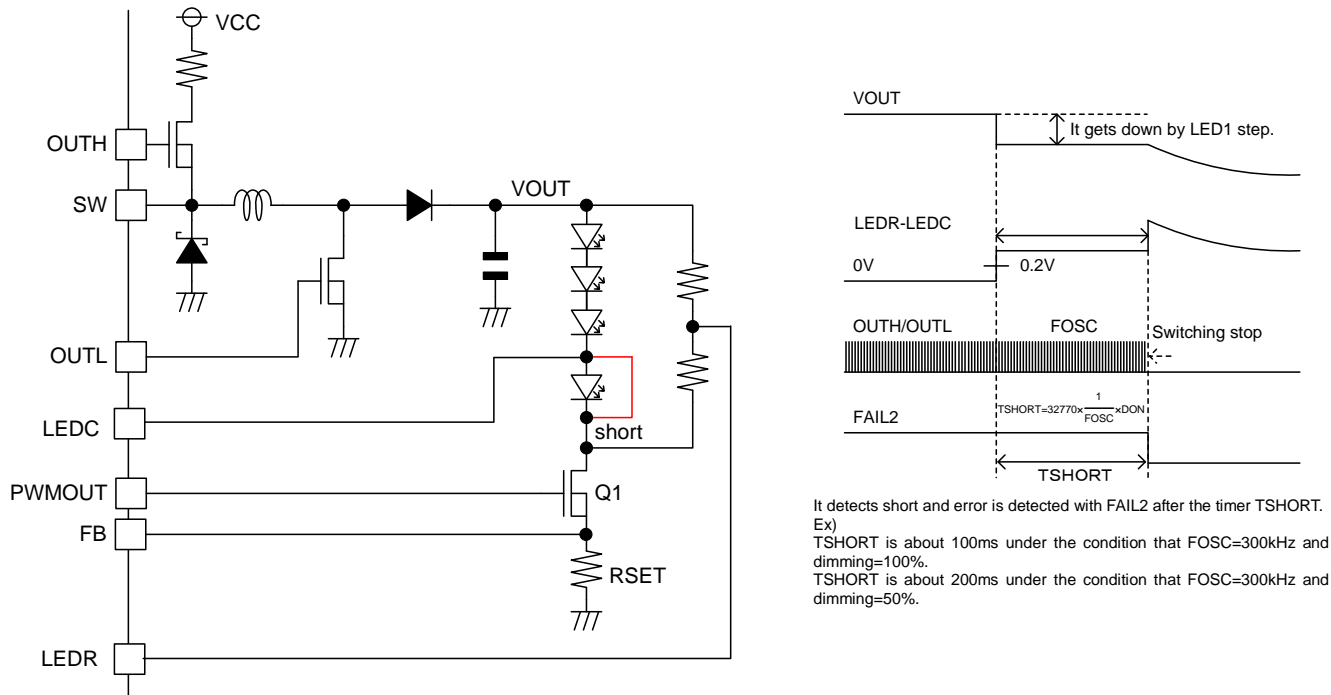 VCC
OUTH
SW
VOUT
OUTL
LEDC
short
PWMOUT
Q1
FB
RSET
LEDR
VOUT
It gets down by LED1 step.
LEDR-LEDC
0V
0.2V
OUTH/OUTL
FOSC
Switching stop
TSHORT=32770×1/FOSC×DON
FAIL2
TSHORT
It detects short and error is detected with FAIL2 after the timer TSHORT.
Ex)
TSHORT is about 100ms under the condition that FOSC=300kHz and
dimming=100%.
TSHORT is about 200ms under the condition that FOSC=300kHz and
dimming=50%.